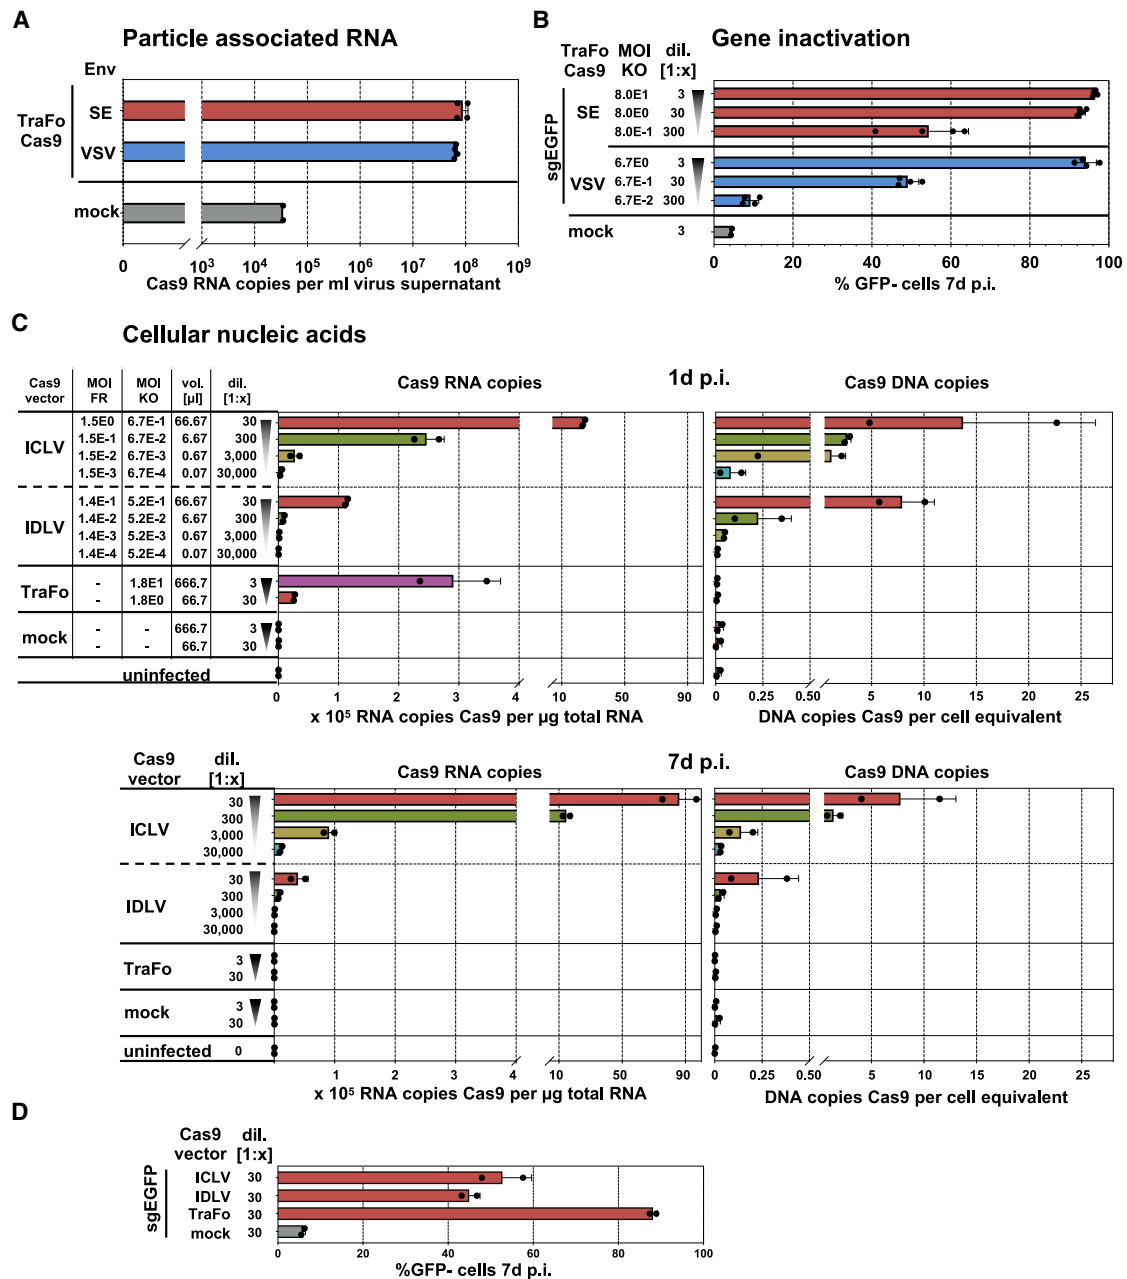 A
Particle associated RNA
Env
TraFo
Cas9
SE
VSV
mock
0 10³ 10⁴ 10⁵ 10⁶ 10⁷ 10⁸ 10⁹
Cas9 RNA copies per ml virus supernatant
B
Gene inactivation
TraFo MOI dil.
Cas9 KO [1:x]
sgEGFP
SE
8.0E1 3
8.0E0 30
8.0E-1 300
VSV
6.7E0 3
6.7E-1 30
6.7E-2 300
mock 3
0 20 40 60 80 100
% GFP- cells 7d p.i.
C
Cellular nucleic acids
Cas9 MOI MOI vol. dil.
vector FR KO [µl] [1:x]
Cas9 RNA copies
1d p.i.
Cas9 DNA copies
ICLV
1.5E0 6.7E-1 66.67 30
1.5E-1 6.7E-2 6.67 300
1.5E-2 6.7E-3 0.67 3,000
1.5E-3 6.7E-4 0.07 30,000
IDLV
1.4E-1 5.2E-1 66.67 30
1.4E-2 5.2E-2 6.67 300
1.4E-3 5.2E-3 0.67 3,000
1.4E-4 5.2E-4 0.07 30,000
TraFo
- 1.8E1 666.7 3
- 1.8E0 66.7 30
mock
- - 666.7 3
- - 66.7 30
uninfected
0 1 2 3 4 10 50 90
x 10⁵ RNA copies Cas9 per µg total RNA
0 0.25 0.50 5 10 15 20 25
DNA copies Cas9 per cell equivalent
Cas9 dil.
vector [1:x]
Cas9 RNA copies
7d p.i.
Cas9 DNA copies
ICLV
30
300
3,000
30,000
IDLV
30
300
3,000
30,000
TraFo
3
30
mock
3
30
uninfected 0
1 2 3 4 10 50 90
x 10⁵ RNA copies Cas9 per µg total RNA
0 0.25 0.50 5 10 15 20 25
DNA copies Cas9 per cell equivalent
D
Cas9 dil.
vector [1:x]
sgEGFP
ICLV 30
IDLV 30
TraFo 30
mock 30
0 20 40 60 80 100
%GFP- cells 7d p.i.